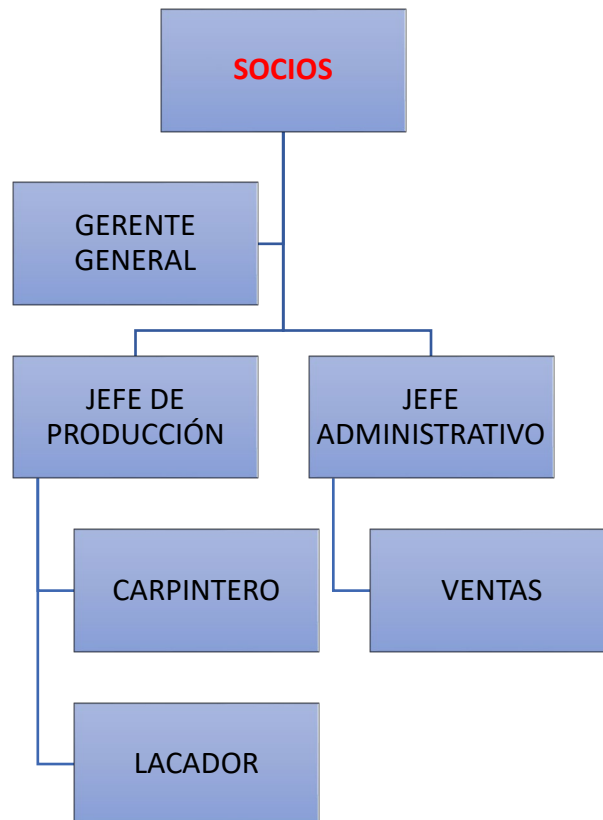 SOCIOS
GERENTE
GENERAL
JEFE DE
PRODUCCIÓN
JEFE
ADMINISTRATIVO
CARPINTERO
VENTAS
LACADOR